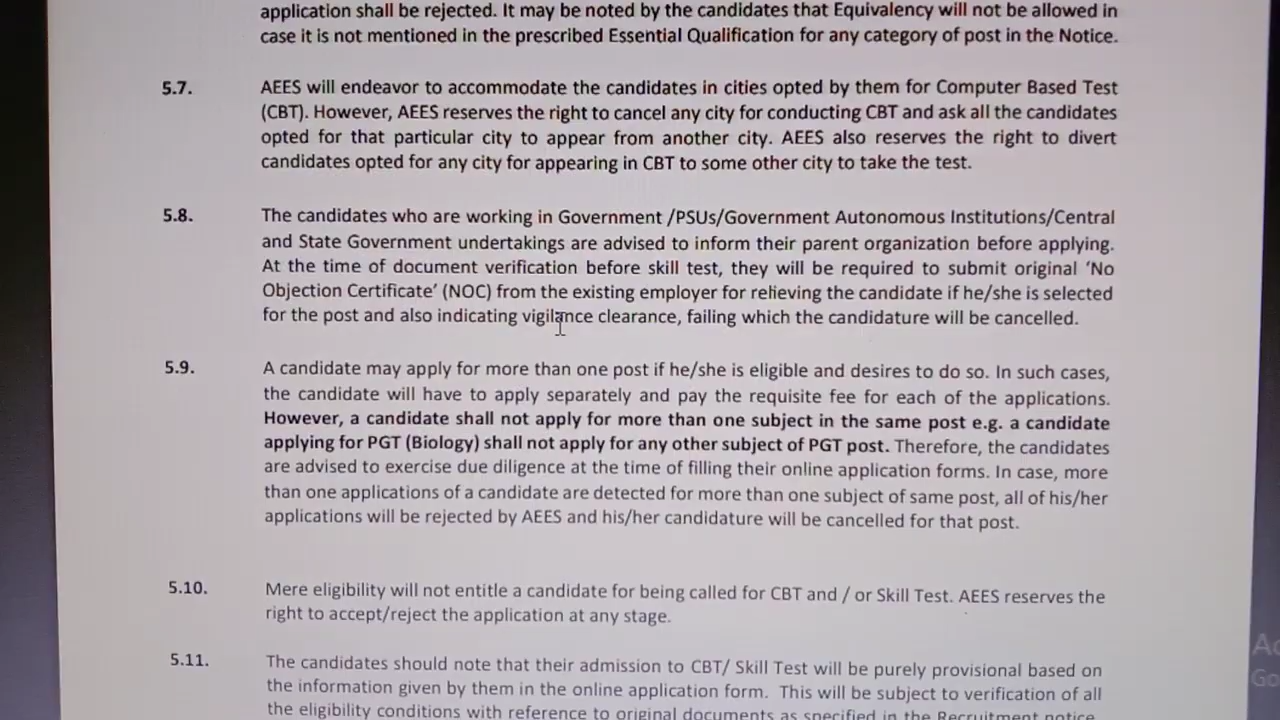 application shall be rejected. It may be noted by the candidates that Equivalency will not be allowed in
case it is not mentioned in the prescribed Essential Qualification for any category of post in the Notice.
5.7. AEES will endeavor to accommodate the candidates in cities opted by them for Computer Based Test
(CBT). However, AEES reserves the right to cancel any city for conducting CBT and ask all the candidates
opted for that particular city to appear from another city. AEES also reserves the right to divert
candidates opted for any city for appearing in CBT to some other city to take the test.
5.8. The candidates who are working in Government /PSUs/Government Autonomous Institutions/Central
and State Government undertakings are advised to inform their parent organization before applying.
At the time of document verification before skill test, they will be required to submit original ‘No
Objection Certificate’ (NOC) from the existing employer for relieving the candidate if he/she is selected
for the post and also indicating vigilance clearance, failing which the candidature will be cancelled.
5.9. A candidate may apply for more than one post if he/she is eligible and desires to do so. In such cases,
the candidate will have to apply separately and pay the requisite fee for each of the applications.
However, a candidate shall not apply for more than one subject in the same post e.g. a candidate
applying for PGT (Biology) shall not apply for any other subject of PGT post. Therefore, the candidates
are advised to exercise due diligence at the time of filling their online application forms. In case, more
than one applications of a candidate are detected for more than one subject of same post, all of his/her
applications will be rejected by AEES and his/her candidature will be cancelled for that post.
5.10. Mere eligibility will not entitle a candidate for being called for CBT and / or Skill Test. AEES reserves the
right to accept/reject the application at any stage.
5.11. The candidates should note that their admission to CBT/ Skill Test will be purely provisional based on
the information given by them in the online application form. This will be subject to verification of all
the eligibility conditions with reference to original documents as specified in the Recruitment notice